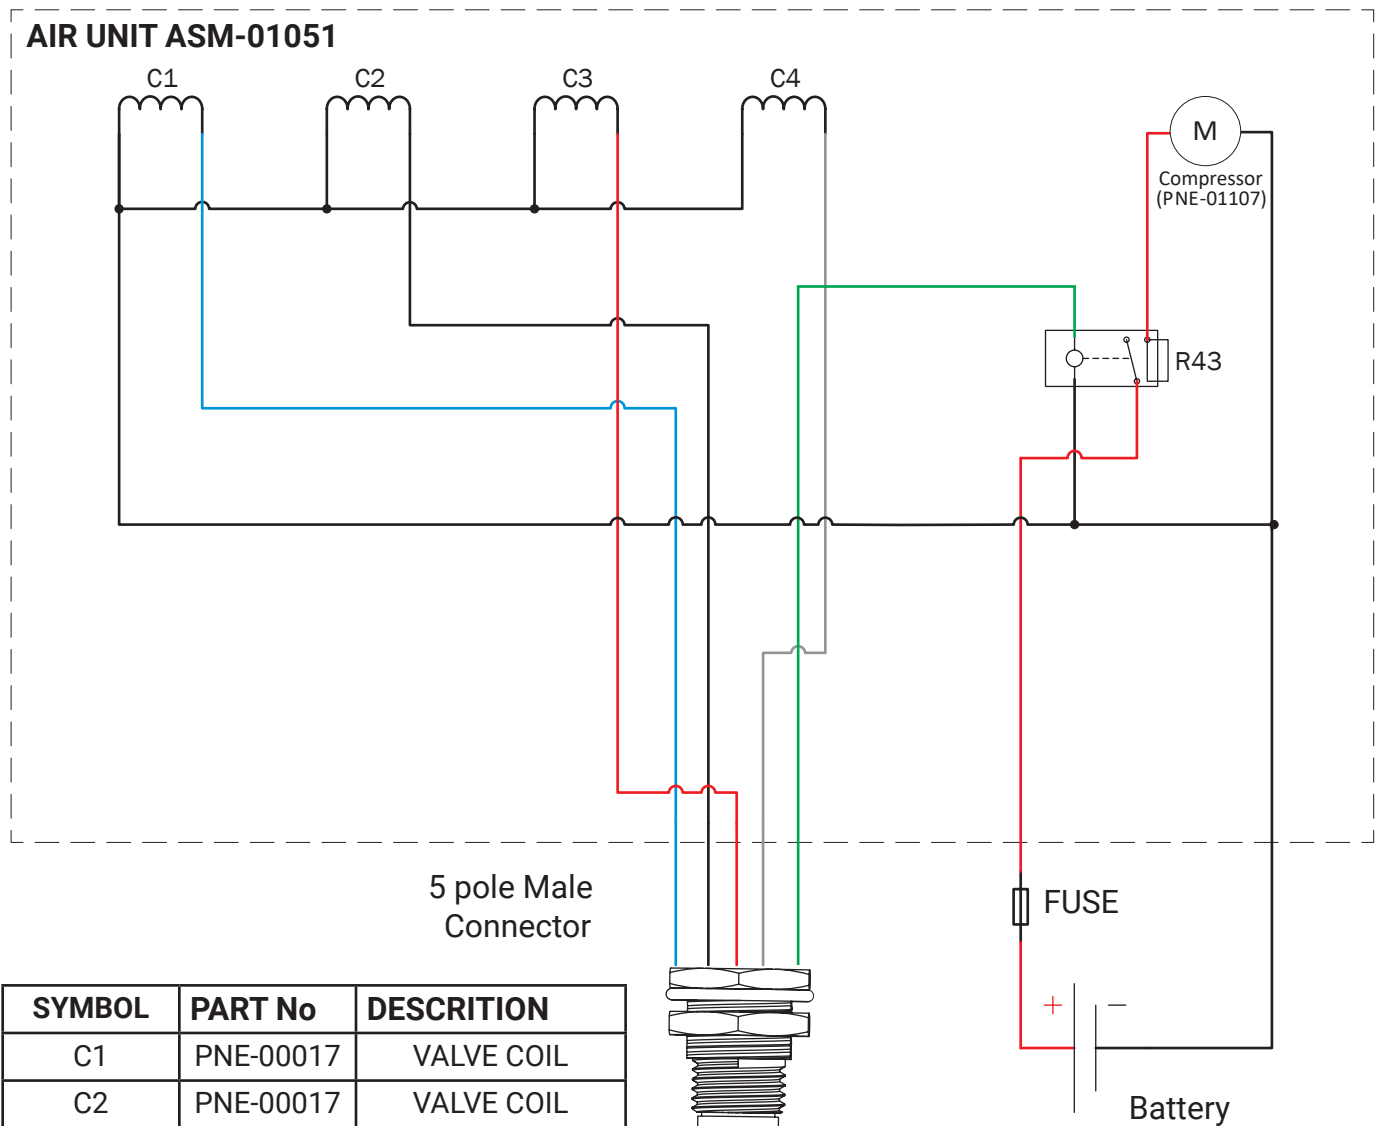 AIR UNIT ASM-01051
C1
C2
C3
C4
M
Compressor
(PNE-01107)
R43
5 pole Male
Connector
FUSE
+
−
Battery
SYMBOL PART No DESCRITION
C1 PNE-00017 VALVE COIL
C2 PNE-00017 VALVE COIL